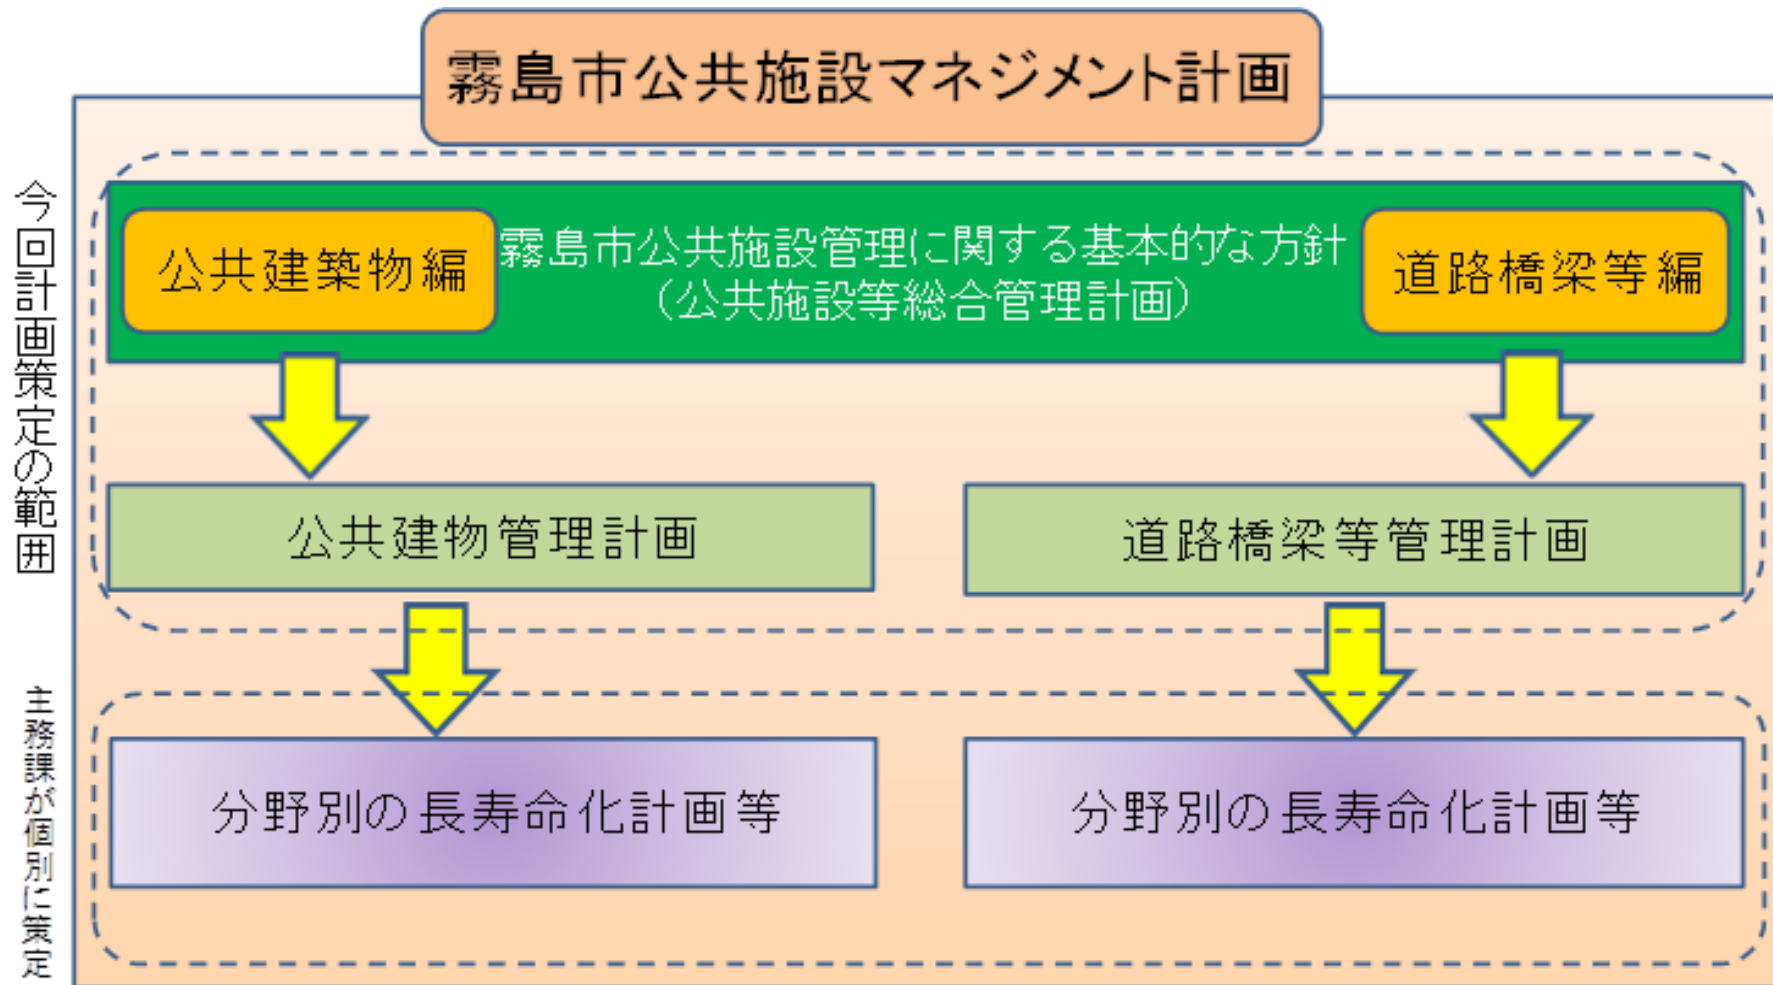 霧島市公共施設マネジメント計画
今回計画策定の範囲
公共建築物編
霧島市公共施設管理に関する基本的な方針
（公共施設等総合管理計画）
道路橋梁等編
公共建物管理計画
道路橋梁等管理計画
主務課が個別に策定
分野別の長寿命化計画等
分野別の長寿命化計画等